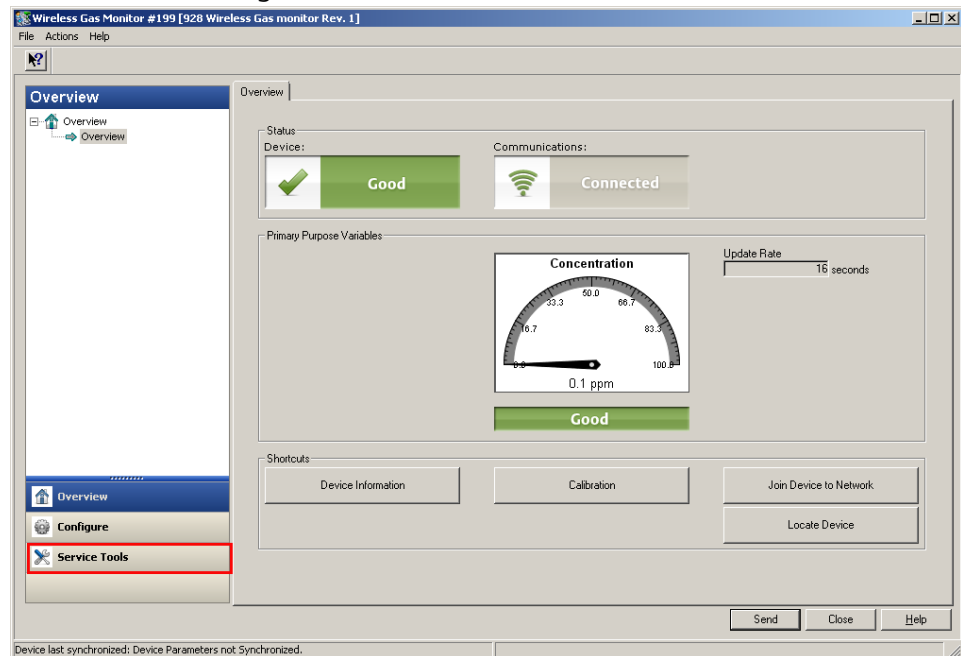 Wireless Gas Monitor #199 [928 Wireless Gas monitor Rev. 1]
File Actions Help
Overview
Overview
Overview
Overview
Configure
Service Tools
Overview
Status
Device:
Communications:
Good
Connected
Primary Purpose Variables
Concentration
0.0
16.7
33.3
50.0
66.7
83.3
100.0
0.1 ppm
Good
Update Rate
16 seconds
Shortcuts
Device Information
Calibration
Join Device to Network
Locate Device
Send
Close
Help
Device last synchronized: Device Parameters not Synchronized.